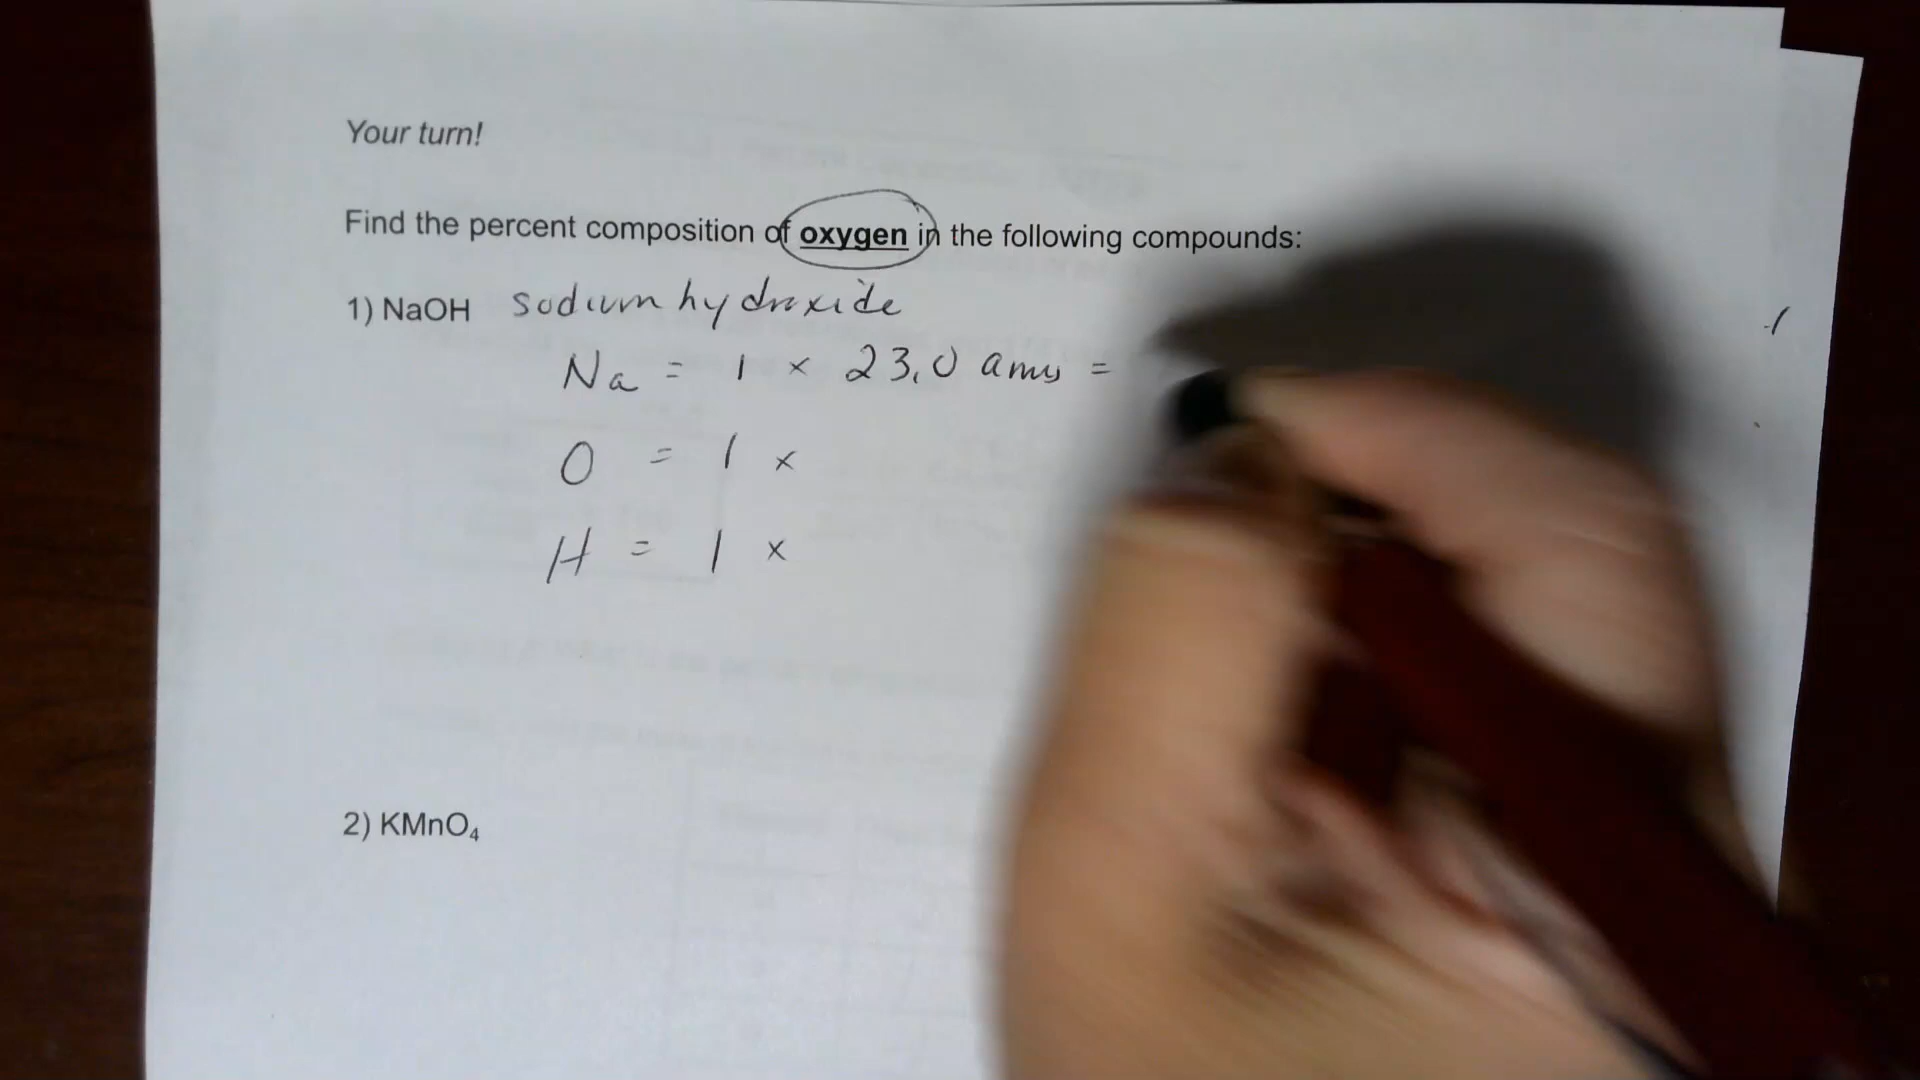 Your turn!
Find the percent composition of oxygen in the following compounds:
1) NaOH sodium hydroxide
Na = 1 × 23.0 amu =
O = 1 ×
H = 1 ×
2) KMnO₄